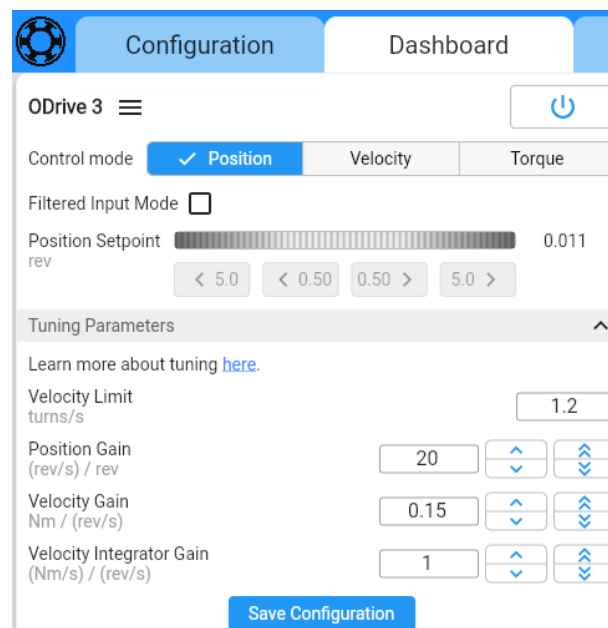 Configuration Dashboard
ODrive 3
Control mode Position Velocity Torque
Filtered Input Mode
Position Setpoint 0.011
rev
< 5.0 < 0.50 0.50 > 5.0 >
Tuning Parameters
Learn more about tuning here.
Velocity Limit 1.2
turns/s
Position Gain 20
(rev/s) / rev
Velocity Gain 0.15
Nm / (rev/s)
Velocity Integrator Gain 1
(Nm/s) / (rev/s)
Save Configuration